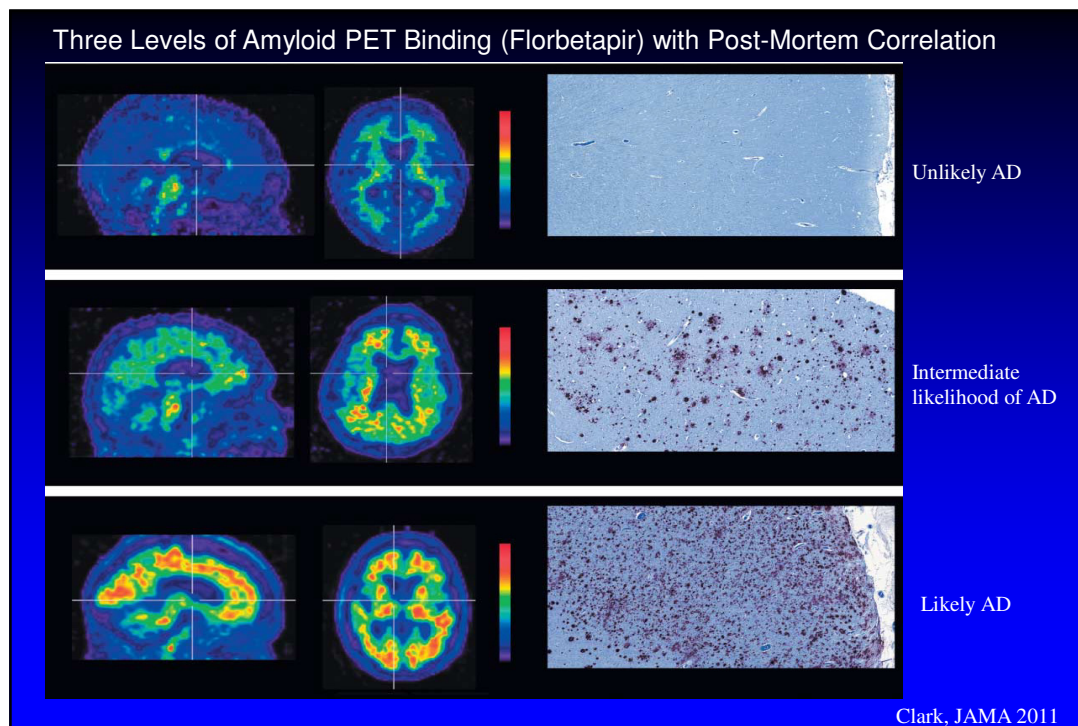 Three Levels of Amyloid PET Binding (Florbetapir) with Post-Mortem Correlation
Unlikely AD
Intermediate
likelihood of AD
Likely AD
Clark, JAMA 2011